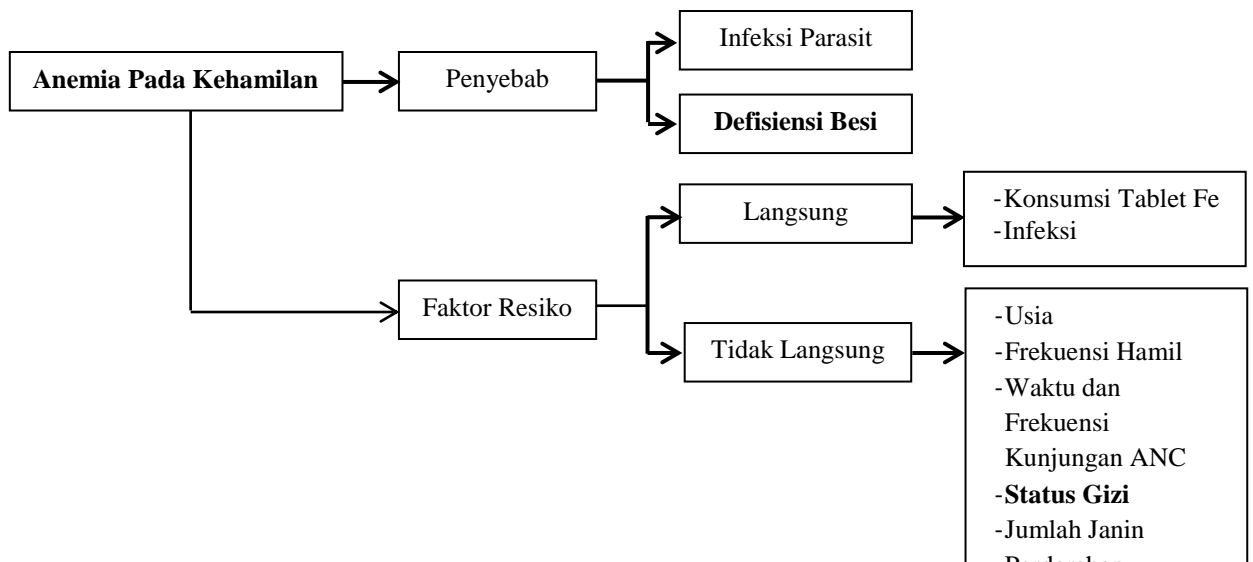 Infeksi Parasit
Anemia Pada Kehamilan
Penyebab
Defisiensi Besi
Langsung
-Konsumsi Tablet Fe
-Infeksi
Faktor Resiko
Tidak Langsung
-Usia
-Frekuensi Hamil
-Waktu dan
Frekuensi
Kunjungan ANC
-Status Gizi
-Jumlah Janin